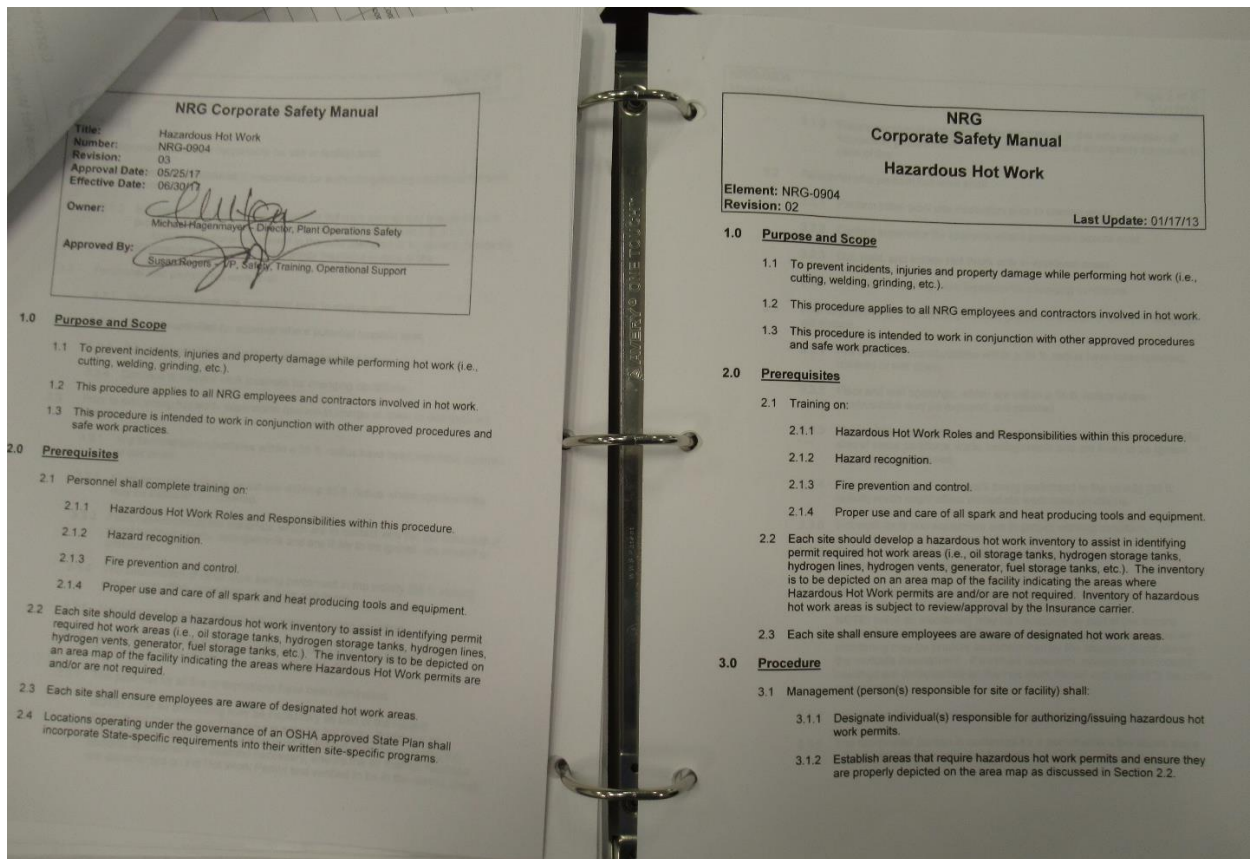 NRG Corporate Safety Manual
Title: Hazardous Hot Work
Number: NRG-0904
Revision: 03
Approval Date: 05/25/17
Effective Date: 06/30/17
Owner:
Michael Hagenmayer - Director, Plant Operations Safety
Approved By:
Susan Rogers - VP, Safety, Training, Operational Support
1.0 Purpose and Scope
1.1 To prevent incidents, injuries and property damage while performing hot work (i.e.,
cutting, welding, grinding, etc.).
1.2 This procedure applies to all NRG employees and contractors involved in hot work.
1.3 This procedure is intended to work in conjunction with other approved procedures and
safe work practices.
2.0 Prerequisites
2.1 Personnel shall complete training on:
2.1.1 Hazardous Hot Work Roles and Responsibilities within this procedure.
2.1.2 Hazard recognition.
2.1.3 Fire prevention and control.
2.1.4 Proper use and care of all spark and heat producing tools and equipment.
2.2 Each site should develop a hazardous hot work inventory to assist in identifying permit
required hot work areas (i.e., oil storage tanks, hydrogen storage tanks, hydrogen lines,
hydrogen vents, generator, fuel storage tanks, etc.). The inventory is to be depicted on
an area map of the facility indicating the areas where Hazardous Hot Work permits are
and/or are not required.
2.3 Each site shall ensure employees are aware of designated hot work areas.
2.4 Locations operating under the governance of an OSHA approved State Plan shall
incorporate State-specific requirements into their written site-specific programs.
AVERY® ONE TOUCH™
NRG
Corporate Safety Manual
Hazardous Hot Work
Element: NRG-0904
Revision: 02
Last Update: 01/17/13
1.0 Purpose and Scope
1.1 To prevent incidents, injuries and property damage while performing hot work (i.e.,
cutting, welding, grinding, etc.).
1.2 This procedure applies to all NRG employees and contractors involved in hot work.
1.3 This procedure is intended to work in conjunction with other approved procedures
and safe work practices.
2.0 Prerequisites
2.1 Training on:
2.1.1 Hazardous Hot Work Roles and Responsibilities within this procedure.
2.1.2 Hazard recognition.
2.1.3 Fire prevention and control.
2.1.4 Proper use and care of all spark and heat producing tools and equipment.
2.2 Each site should develop a hazardous hot work inventory to assist in identifying
permit required hot work areas (i.e., oil storage tanks, hydrogen storage tanks,
hydrogen lines, hydrogen vents, generator, fuel storage tanks, etc.). The inventory
is to be depicted on an area map of the facility indicating the areas where
Hazardous Hot Work permits are and/or are not required. Inventory of hazardous
hot work areas is subject to review/approval by the Insurance carrier.
2.3 Each site shall ensure employees are aware of designated hot work areas.
3.0 Procedure
3.1 Management (person(s) responsible for site or facility) shall:
3.1.1 Designate individual(s) responsible for authorizing/issuing hazardous hot
work permits.
3.1.2 Establish areas that require hazardous hot work permits and ensure they
are properly depicted on the area map as discussed in Section 2.2.